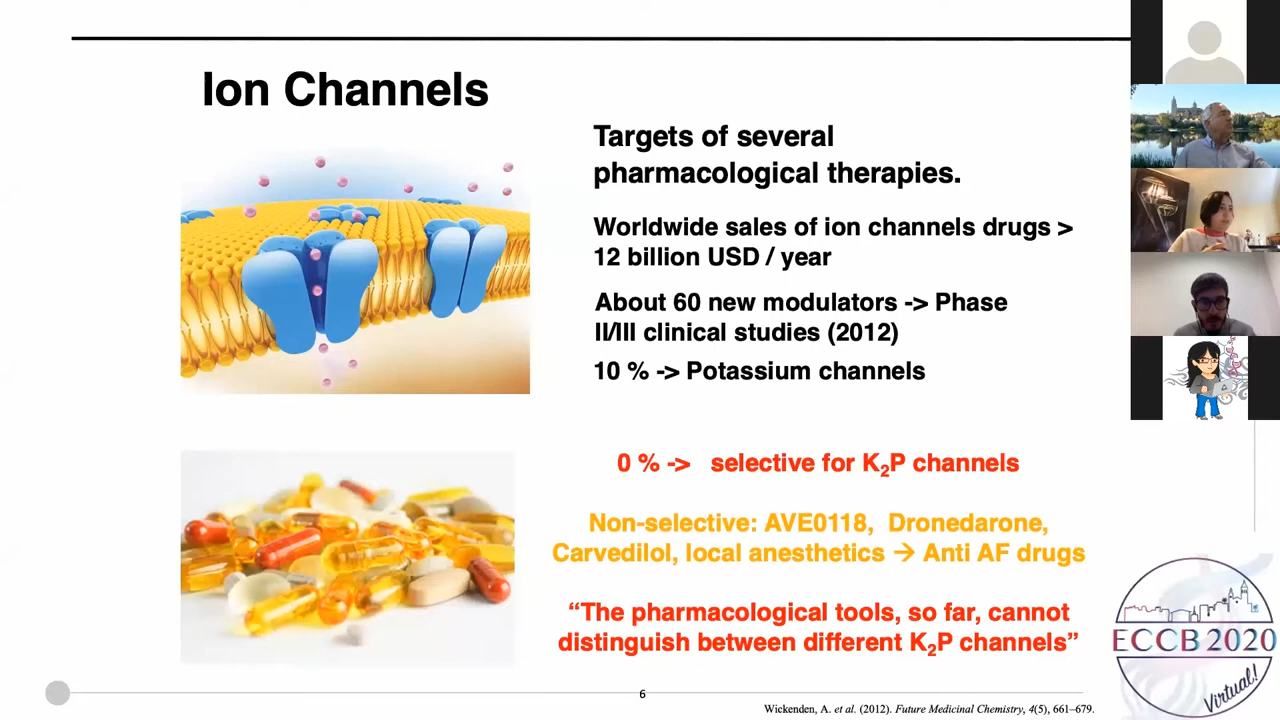 Ion Channels
Targets of several
pharmacological therapies.
Worldwide sales of ion channels drugs >
12 billion USD / year
About 60 new modulators -> Phase
II/III clinical studies (2012)
10 % -> Potassium channels
0 % -> selective for K₂P channels
Non-selective: AVE0118, Dronedarone,
Carvedilol, local anesthetics → Anti AF drugs
“The pharmacological tools, so far, cannot
distinguish between different K₂P channels”
ECCB 2020
Virtual!
6
Wickenden, A. et al. (2012). Future Medicinal Chemistry, 4(5), 661–679.